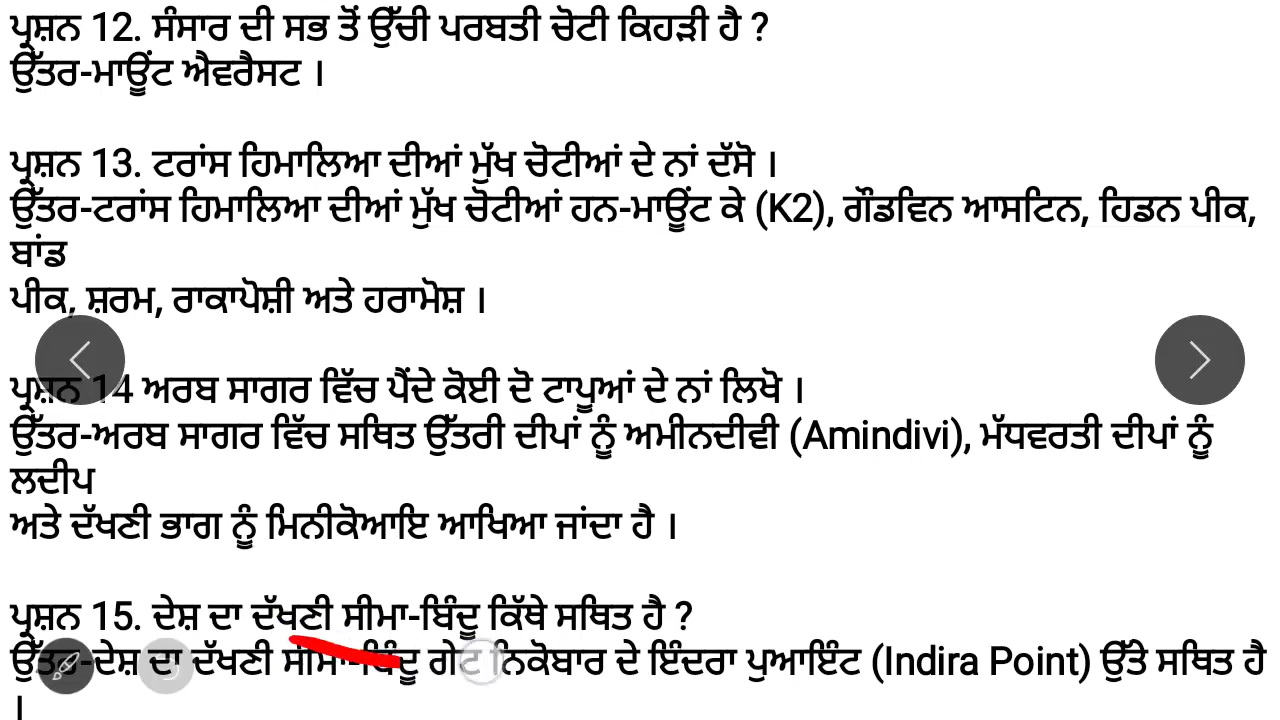 ਪ੍ਰਸ਼ਨ 12. ਸੰਸਾਰ ਦੀ ਸਭ ਤੋਂ ਉੱਚੀ ਪਰਬਤੀ ਚੋਟੀ ਕਿਹੜੀ ਹੈ ?
ਉੱਤਰ-ਮਾਊਂਟ ਐਵਰੈਸਟ ।
ਪ੍ਰਸ਼ਨ 13. ਟਰਾਂਸ ਹਿਮਾਲਿਆ ਦੀਆਂ ਮੁੱਖ ਚੋਟੀਆਂ ਦੇ ਨਾਂ ਦੱਸੋ ।
ਉੱਤਰ-ਟਰਾਂਸ ਹਿਮਾਲਿਆ ਦੀਆਂ ਮੁੱਖ ਚੋਟੀਆਂ ਹਨ-ਮਾਊਂਟ ਕੇ (K2), ਗੌਡਵਿਨ ਆਸਟਿਨ, ਹਿਡਨ ਪੀਕ,
ਬਾਂਡ
ਪੀਕ, ਸ਼ਰਮ, ਰਾਕਾਪੋਸ਼ੀ ਅਤੇ ਹਰਾਮੋਸ਼ ।
ਪ੍ਰਸ਼ਨ 14 ਅਰਬ ਸਾਗਰ ਵਿੱਚ ਪੈਂਦੇ ਕੋਈ ਦੋ ਟਾਪੂਆਂ ਦੇ ਨਾਂ ਲਿਖੋ ।
ਉੱਤਰ-ਅਰਬ ਸਾਗਰ ਵਿੱਚ ਸਥਿਤ ਉੱਤਰੀ ਦੀਪਾਂ ਨੂੰ ਅਮੀਨਦੀਵੀ (Amindivi), ਮੱਧਵਰਤੀ ਦੀਪਾਂ ਨੂੰ
ਲਦੀਪ
ਅਤੇ ਦੱਖਣੀ ਭਾਗ ਨੂੰ ਮਿਨੀਕੋਆਇ ਆਖਿਆ ਜਾਂਦਾ ਹੈ ।
ਪ੍ਰਸ਼ਨ 15. ਦੇਸ਼ ਦਾ ਦੱਖਣੀ ਸੀਮਾ-ਬਿੰਦੂ ਕਿੱਥੇ ਸਥਿਤ ਹੈ ?
ਉੱਤਰ-ਦੇਸ਼ ਦਾ ਦੱਖਣੀ ਸੀਮਾ-ਬਿੰਦੂ ਗੇਟ ਨਿਕੋਬਾਰ ਦੇ ਇੰਦਰਾ ਪੁਆਇੰਟ (Indira Point) ਉੱਤੇ ਸਥਿਤ ਹੈ
।